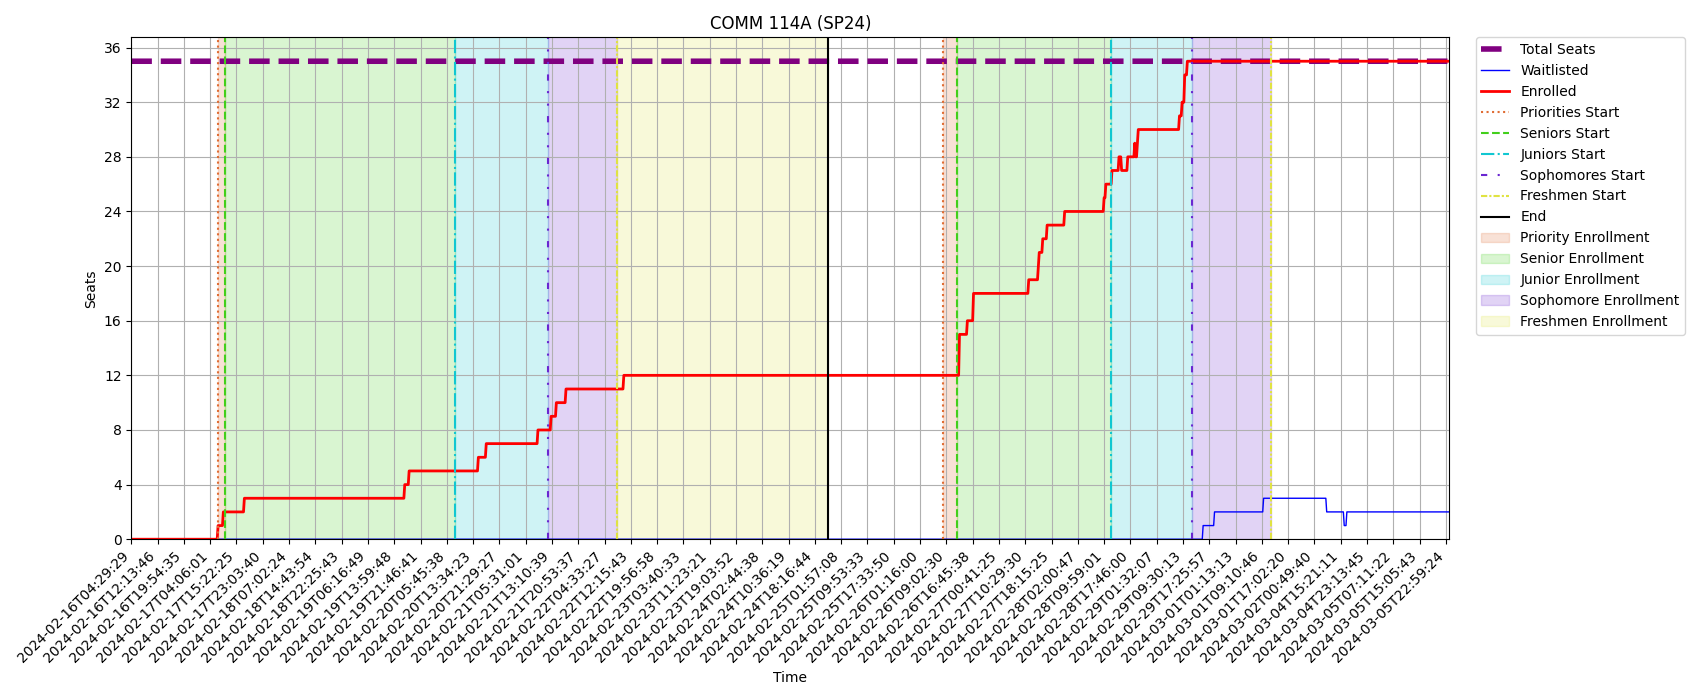 COMM 114A (SP24)
Seats
36
32
28
24
20
16
12
8
4
0
2024-02-16T04:29:29
2024-02-16T12:13:46
2024-02-16T19:54:35
2024-02-17T04:06:01
2024-02-17T15:22:25
2024-02-17T23:03:40
2024-02-18T07:02:24
2024-02-18T14:43:54
2024-02-18T22:25:43
2024-02-19T06:16:49
2024-02-19T13:59:48
2024-02-19T21:46:41
2024-02-20T05:45:38
2024-02-20T13:34:23
2024-02-20T21:29:27
2024-02-21T05:31:01
2024-02-21T13:10:39
2024-02-21T20:53:37
2024-02-22T04:33:27
2024-02-22T12:15:43
2024-02-22T19:56:58
2024-02-23T03:40:33
2024-02-23T11:23:21
2024-02-23T19:03:52
2024-02-24T02:44:38
2024-02-24T10:36:19
2024-02-24T18:16:44
2024-02-25T01:57:08
2024-02-25T09:53:33
2024-02-25T17:33:50
2024-02-26T01:16:00
2024-02-26T09:02:30
2024-02-26T16:45:38
2024-02-27T00:41:25
2024-02-27T10:29:30
2024-02-27T18:15:25
2024-02-28T02:00:47
2024-02-28T09:59:01
2024-02-28T17:46:00
2024-02-29T01:32:07
2024-02-29T09:30:13
2024-02-29T17:25:57
2024-03-01T01:13:13
2024-03-01T09:10:46
2024-03-01T17:02:20
2024-03-02T00:49:40
2024-03-04T15:21:11
2024-03-04T23:13:45
2024-03-05T07:11:22
2024-03-05T15:05:43
2024-03-05T22:59:24
Time
Total Seats
Waitlisted
Enrolled
Priorities Start
Seniors Start
Juniors Start
Sophomores Start
Freshmen Start
End
Priority Enrollment
Senior Enrollment
Junior Enrollment
Sophomore Enrollment
Freshmen Enrollment